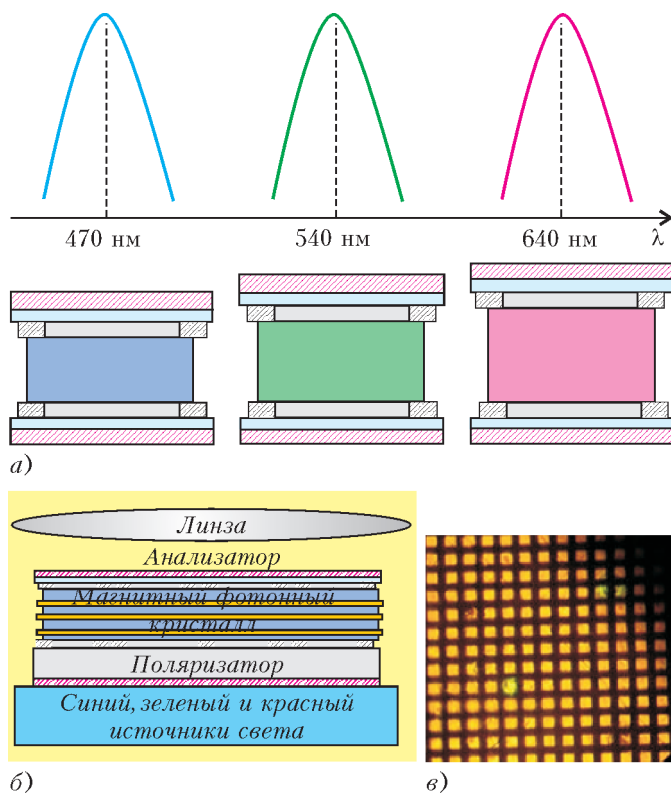 470 нм 540 нм 640 нм λ
а)
Линза
Анализатор
Магнитный фотонный
кристалл
Поляризатор
Синий, зеленый и красный
источники света
б) в)